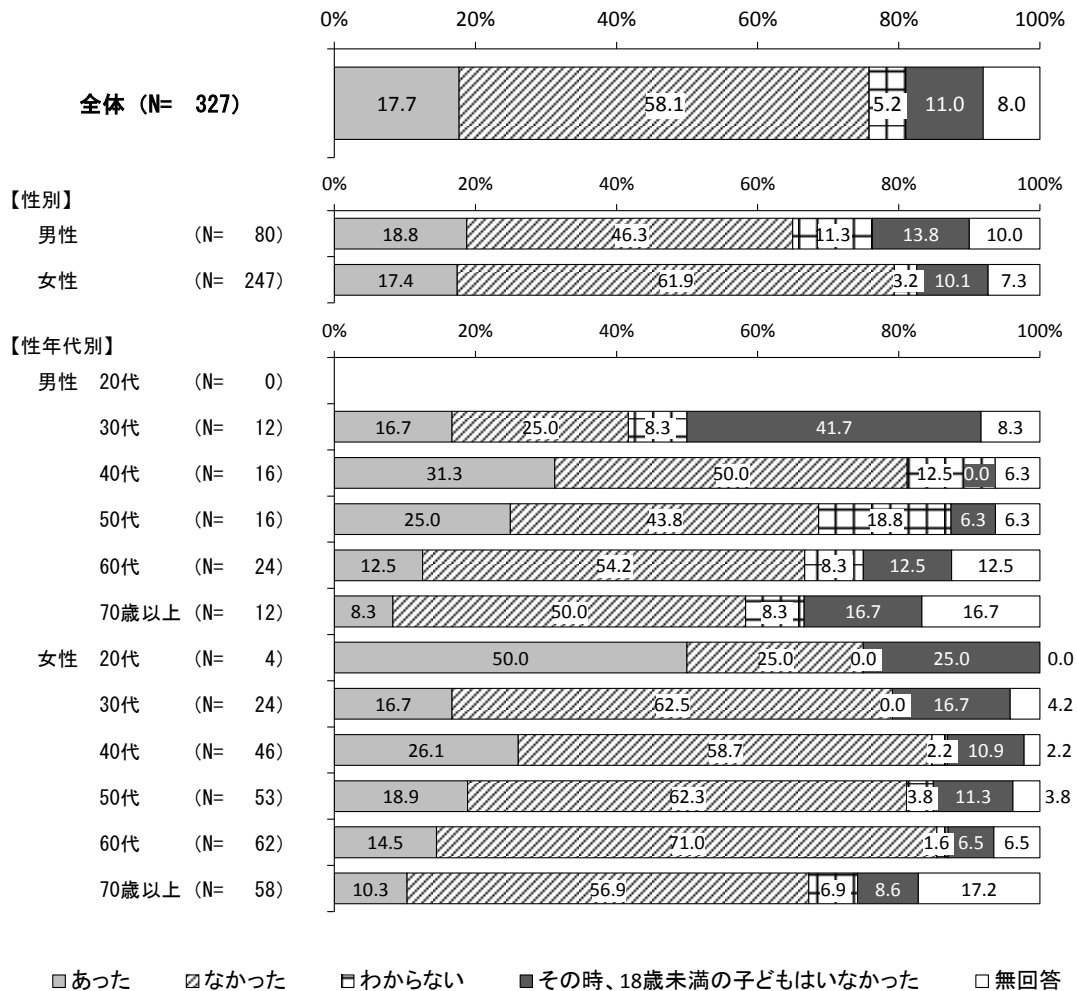 0% 20% 40% 60% 80% 100%
全体 (N= 327) 17.7 58.1 5.2 11.0 8.0
0% 20% 40% 60% 80% 100%
【性別】
男性 (N= 80) 18.8 46.3 11.3 13.8 10.0
女性 (N= 247) 17.4 61.9 3.2 10.1 7.3
0% 20% 40% 60% 80% 100%
【性年代別】
男性 20代 (N= 0)
30代 (N= 12) 16.7 25.0 8.3 41.7 8.3
40代 (N= 16) 31.3 50.0 12.5 0.0 6.3
50代 (N= 16) 25.0 43.8 18.8 6.3 6.3
60代 (N= 24) 12.5 54.2 8.3 12.5 12.5
70歳以上 (N= 12) 8.3 50.0 8.3 16.7 16.7
女性 20代 (N= 4) 50.0 25.0 0.0 25.0 0.0
30代 (N= 24) 16.7 62.5 0.0 16.7 4.2
40代 (N= 46) 26.1 58.7 2.2 10.9 2.2
50代 (N= 53) 18.9 62.3 3.8 11.3 3.8
60代 (N= 62) 14.5 71.0 1.6 6.5 6.5
70歳以上 (N= 58) 10.3 56.9 6.9 8.6 17.2
あった なかった わからない その時、18歳未満の子どもはいなかった 無回答